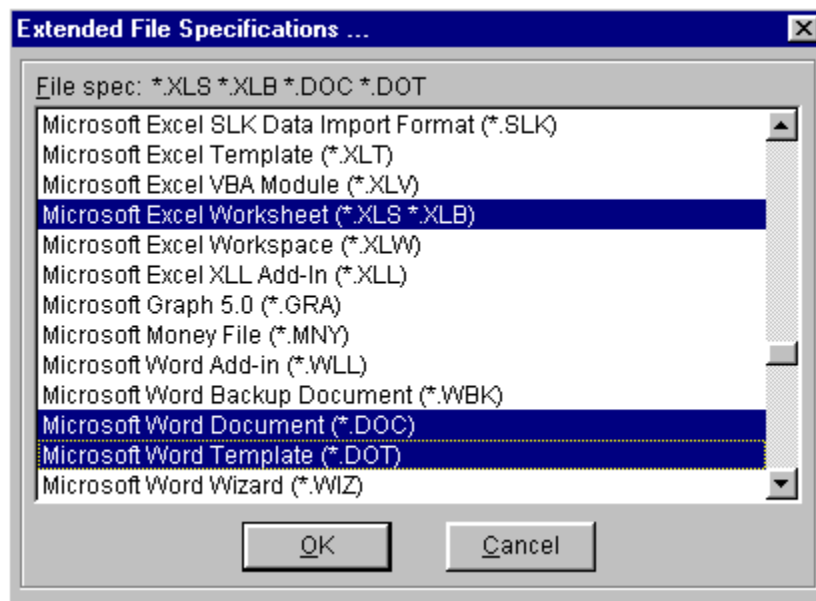 Extended File Specifications ...
File spec: *.XLS *.XLB *.DOC *.DOT
Microsoft Excel SLK Data Import Format (*.SLK)
Microsoft Excel Template (*.XLT)
Microsoft Excel VBA Module (*.XLV)
Microsoft Excel Worksheet (*.XLS *.XLB)
Microsoft Excel Workspace (*.XLW)
Microsoft Excel XLL Add-In (*.XLL)
Microsoft Graph 5.0 (*.GRA)
Microsoft Money File (*.MNY)
Microsoft Word Add-in (*.WLL)
Microsoft Word Backup Document (*.WBK)
Microsoft Word Document (*.DOC)
Microsoft Word Template (*.DOT)
Microsoft Word Wizard (*.WIZ)
OK Cancel